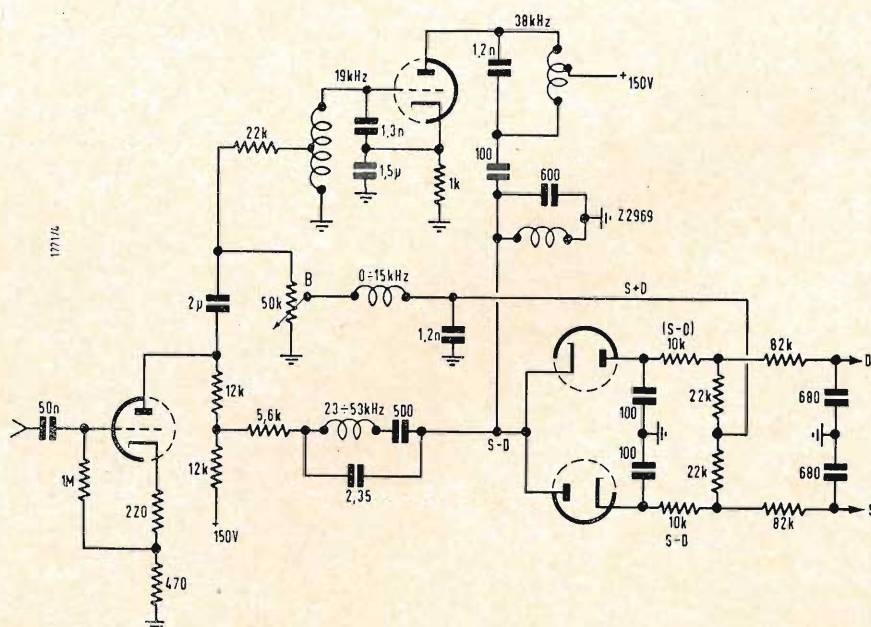 38kHz
1,2n
+150V
19kHz
22k
1,3n
1,5µ
1k
100
600
Z2969
1771/4
B
0÷15kHz
S+D
50k
2µ
1,2n
(S-D)
10k
82k
D
12k
22k
680
50n
5,6k
23÷53kHz
500
100
S-D
100
12k
22k
680
1M
2,35
220
150V
10k
82k
S
S-D
470